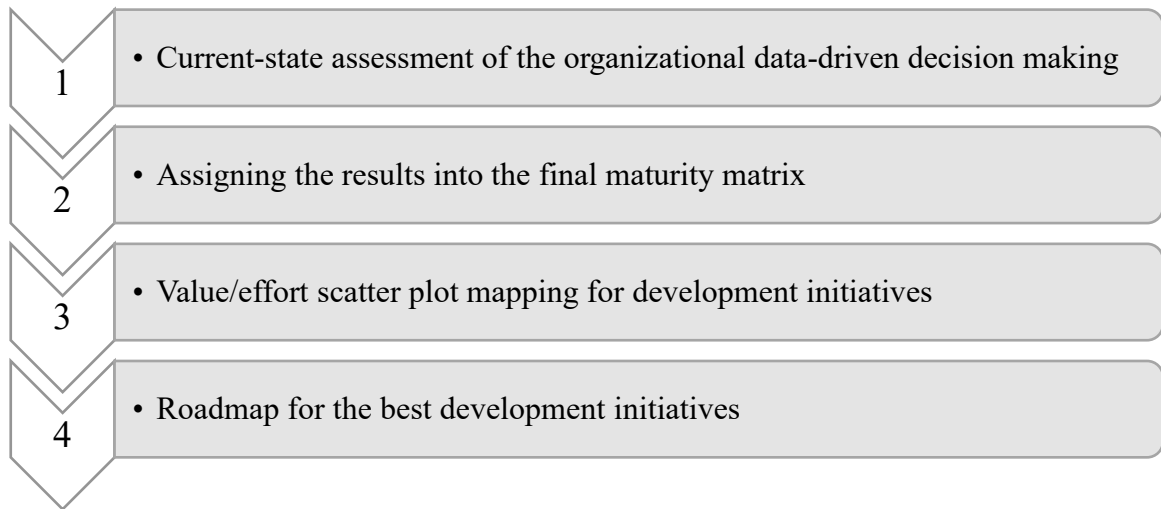 1
• Current-state assessment of the organizational data-driven decision making
2
• Assigning the results into the final maturity matrix
3
• Value/effort scatter plot mapping for development initiatives
4
• Roadmap for the best development initiatives